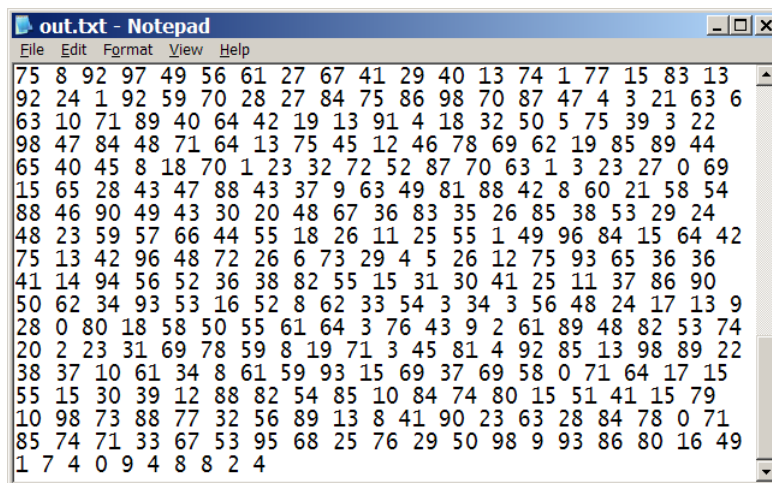 out.txt - Notepad
File Edit Format View Help
75 8 92 97 49 56 61 27 67 41 29 40 13 74 1 77 15 83 13
92 24 1 92 59 70 28 27 84 75 86 98 70 87 47 4 3 21 63 6
63 10 71 89 40 64 42 19 13 91 4 18 32 50 5 75 39 3 22
98 47 84 48 71 64 13 75 45 12 46 78 69 62 19 85 89 44
65 40 45 8 18 70 1 23 32 72 52 87 70 63 1 3 23 27 0 69
15 65 28 43 47 88 43 37 9 63 49 81 88 42 8 60 21 58 54
88 46 90 49 43 30 20 48 67 36 83 35 26 85 38 53 29 24
48 23 59 57 66 44 55 18 26 11 25 55 1 49 96 84 15 64 42
75 13 42 96 48 72 26 6 73 29 4 5 26 12 75 93 65 36 36
41 14 94 56 52 36 38 82 55 15 31 30 41 25 11 37 86 90
50 62 34 93 53 16 52 8 62 33 54 3 34 3 56 48 24 17 13 9
28 0 80 18 58 50 55 61 64 3 76 43 9 2 61 89 48 82 53 74
20 2 23 31 69 78 59 8 19 71 3 45 81 4 92 85 13 98 89 22
38 37 10 61 34 8 61 59 93 15 69 37 69 58 0 71 64 17 15
55 15 30 39 12 88 82 54 85 10 84 74 80 15 51 41 15 79
10 98 73 88 77 32 56 89 13 8 41 90 23 63 28 84 78 0 71
85 74 71 33 67 53 95 68 25 76 29 50 98 9 93 86 80 16 49
1 7 4 0 9 4 8 8 2 4